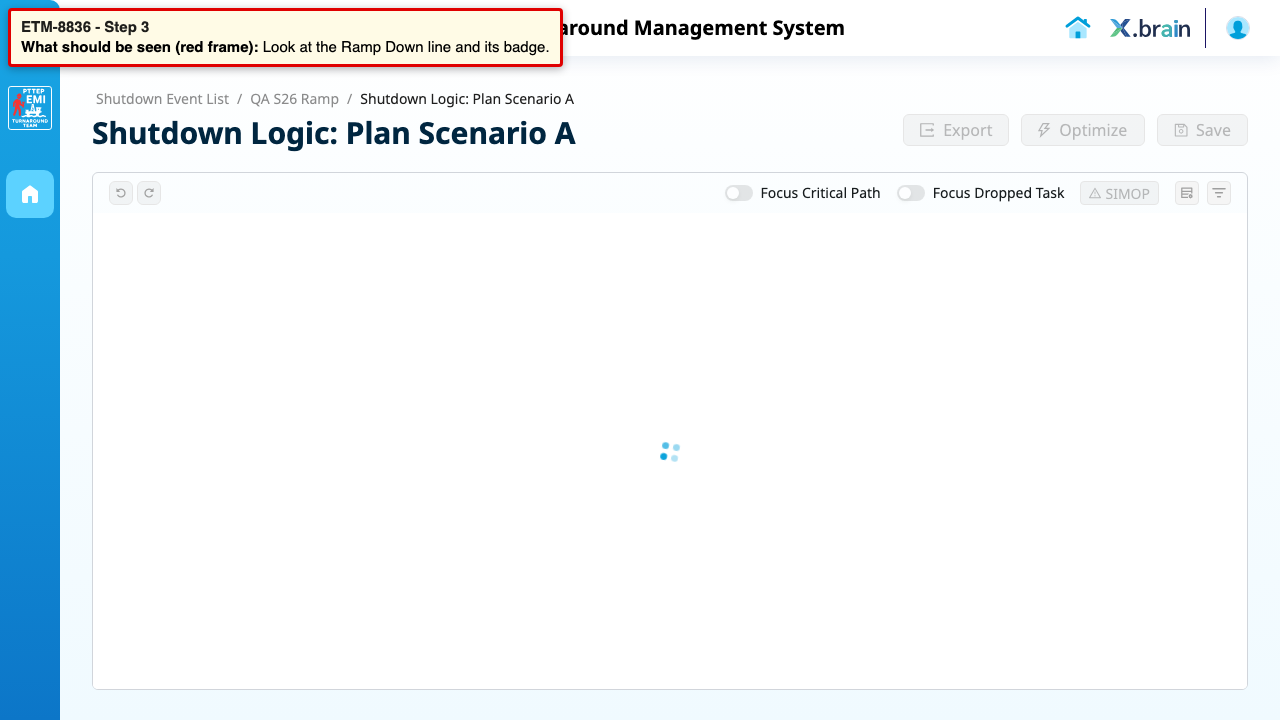 ETM-8836 - Step 3
What should be seen (red frame): Look at the Ramp Down line and its badge.
around Management System
X.brain
PTTEP
EMI
TURNAROUND
TEAM
Shutdown Event List / QA S26 Ramp / Shutdown Logic: Plan Scenario A
Shutdown Logic: Plan Scenario A
Export
Optimize
Save
Focus Critical Path
Focus Dropped Task
SIMOP